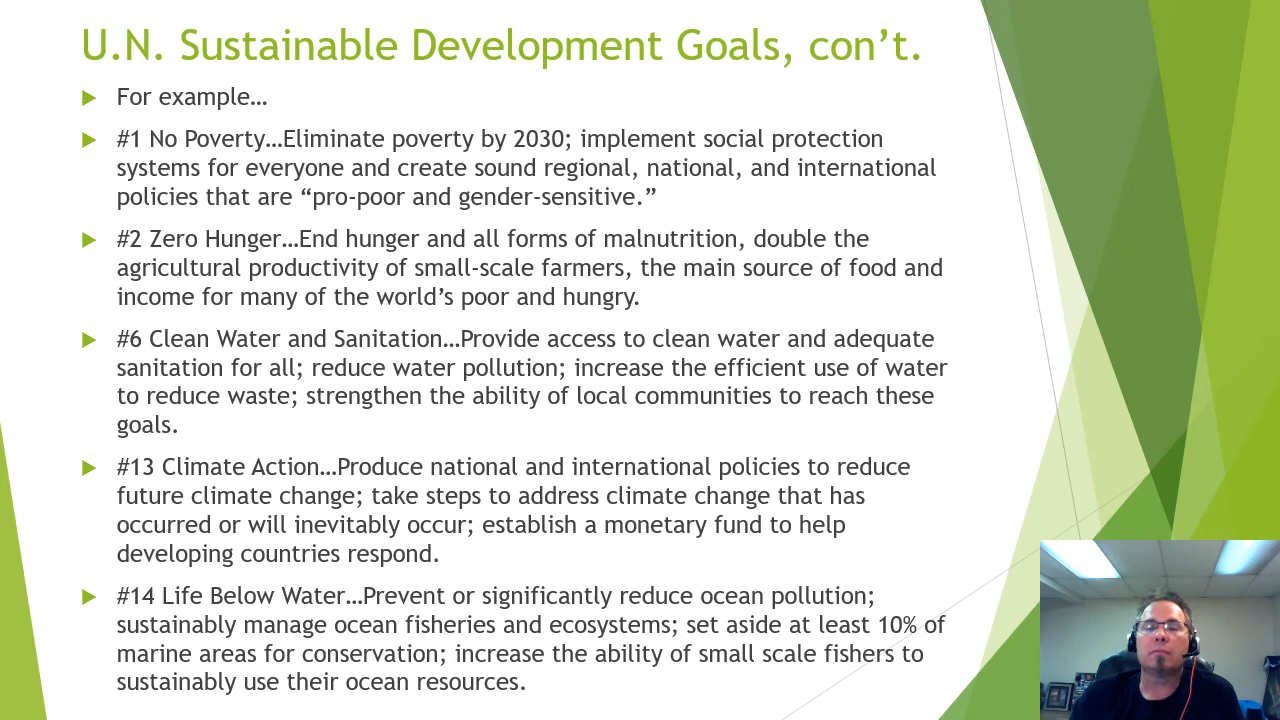 U.N. Sustainable Development Goals, con’t.
For example…
#1 No Poverty…Eliminate poverty by 2030; implement social protection
systems for everyone and create sound regional, national, and international
policies that are “pro-poor and gender-sensitive.”
#2 Zero Hunger…End hunger and all forms of malnutrition, double the
agricultural productivity of small-scale farmers, the main source of food and
income for many of the world’s poor and hungry.
#6 Clean Water and Sanitation…Provide access to clean water and adequate
sanitation for all; reduce water pollution; increase the efficient use of water
to reduce waste; strengthen the ability of local communities to reach these
goals.
#13 Climate Action…Produce national and international policies to reduce
future climate change; take steps to address climate change that has
occurred or will inevitably occur; establish a monetary fund to help
developing countries respond.
#14 Life Below Water…Prevent or significantly reduce ocean pollution;
sustainably manage ocean fisheries and ecosystems; set aside at least 10% of
marine areas for conservation; increase the ability of small scale fishers to
sustainably use their ocean resources.